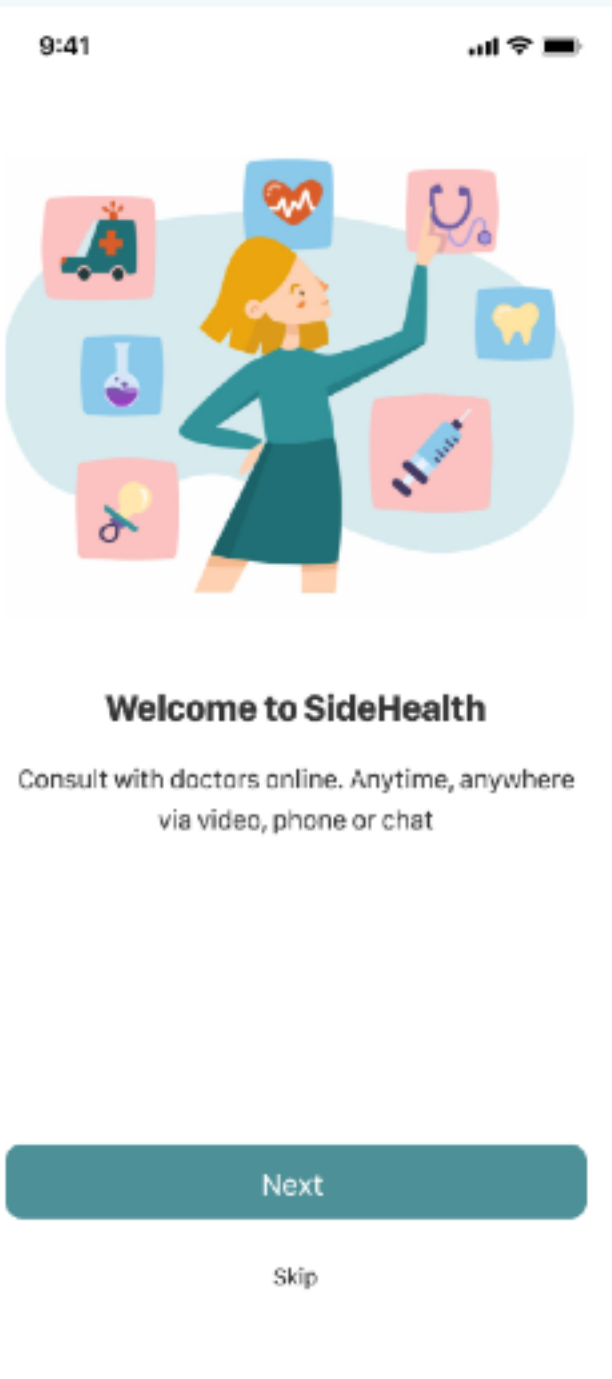 9:41
Welcome to SideHealth
Consult with doctors online. Anytime, anywhere
via video, phone or chat
Next
Skip